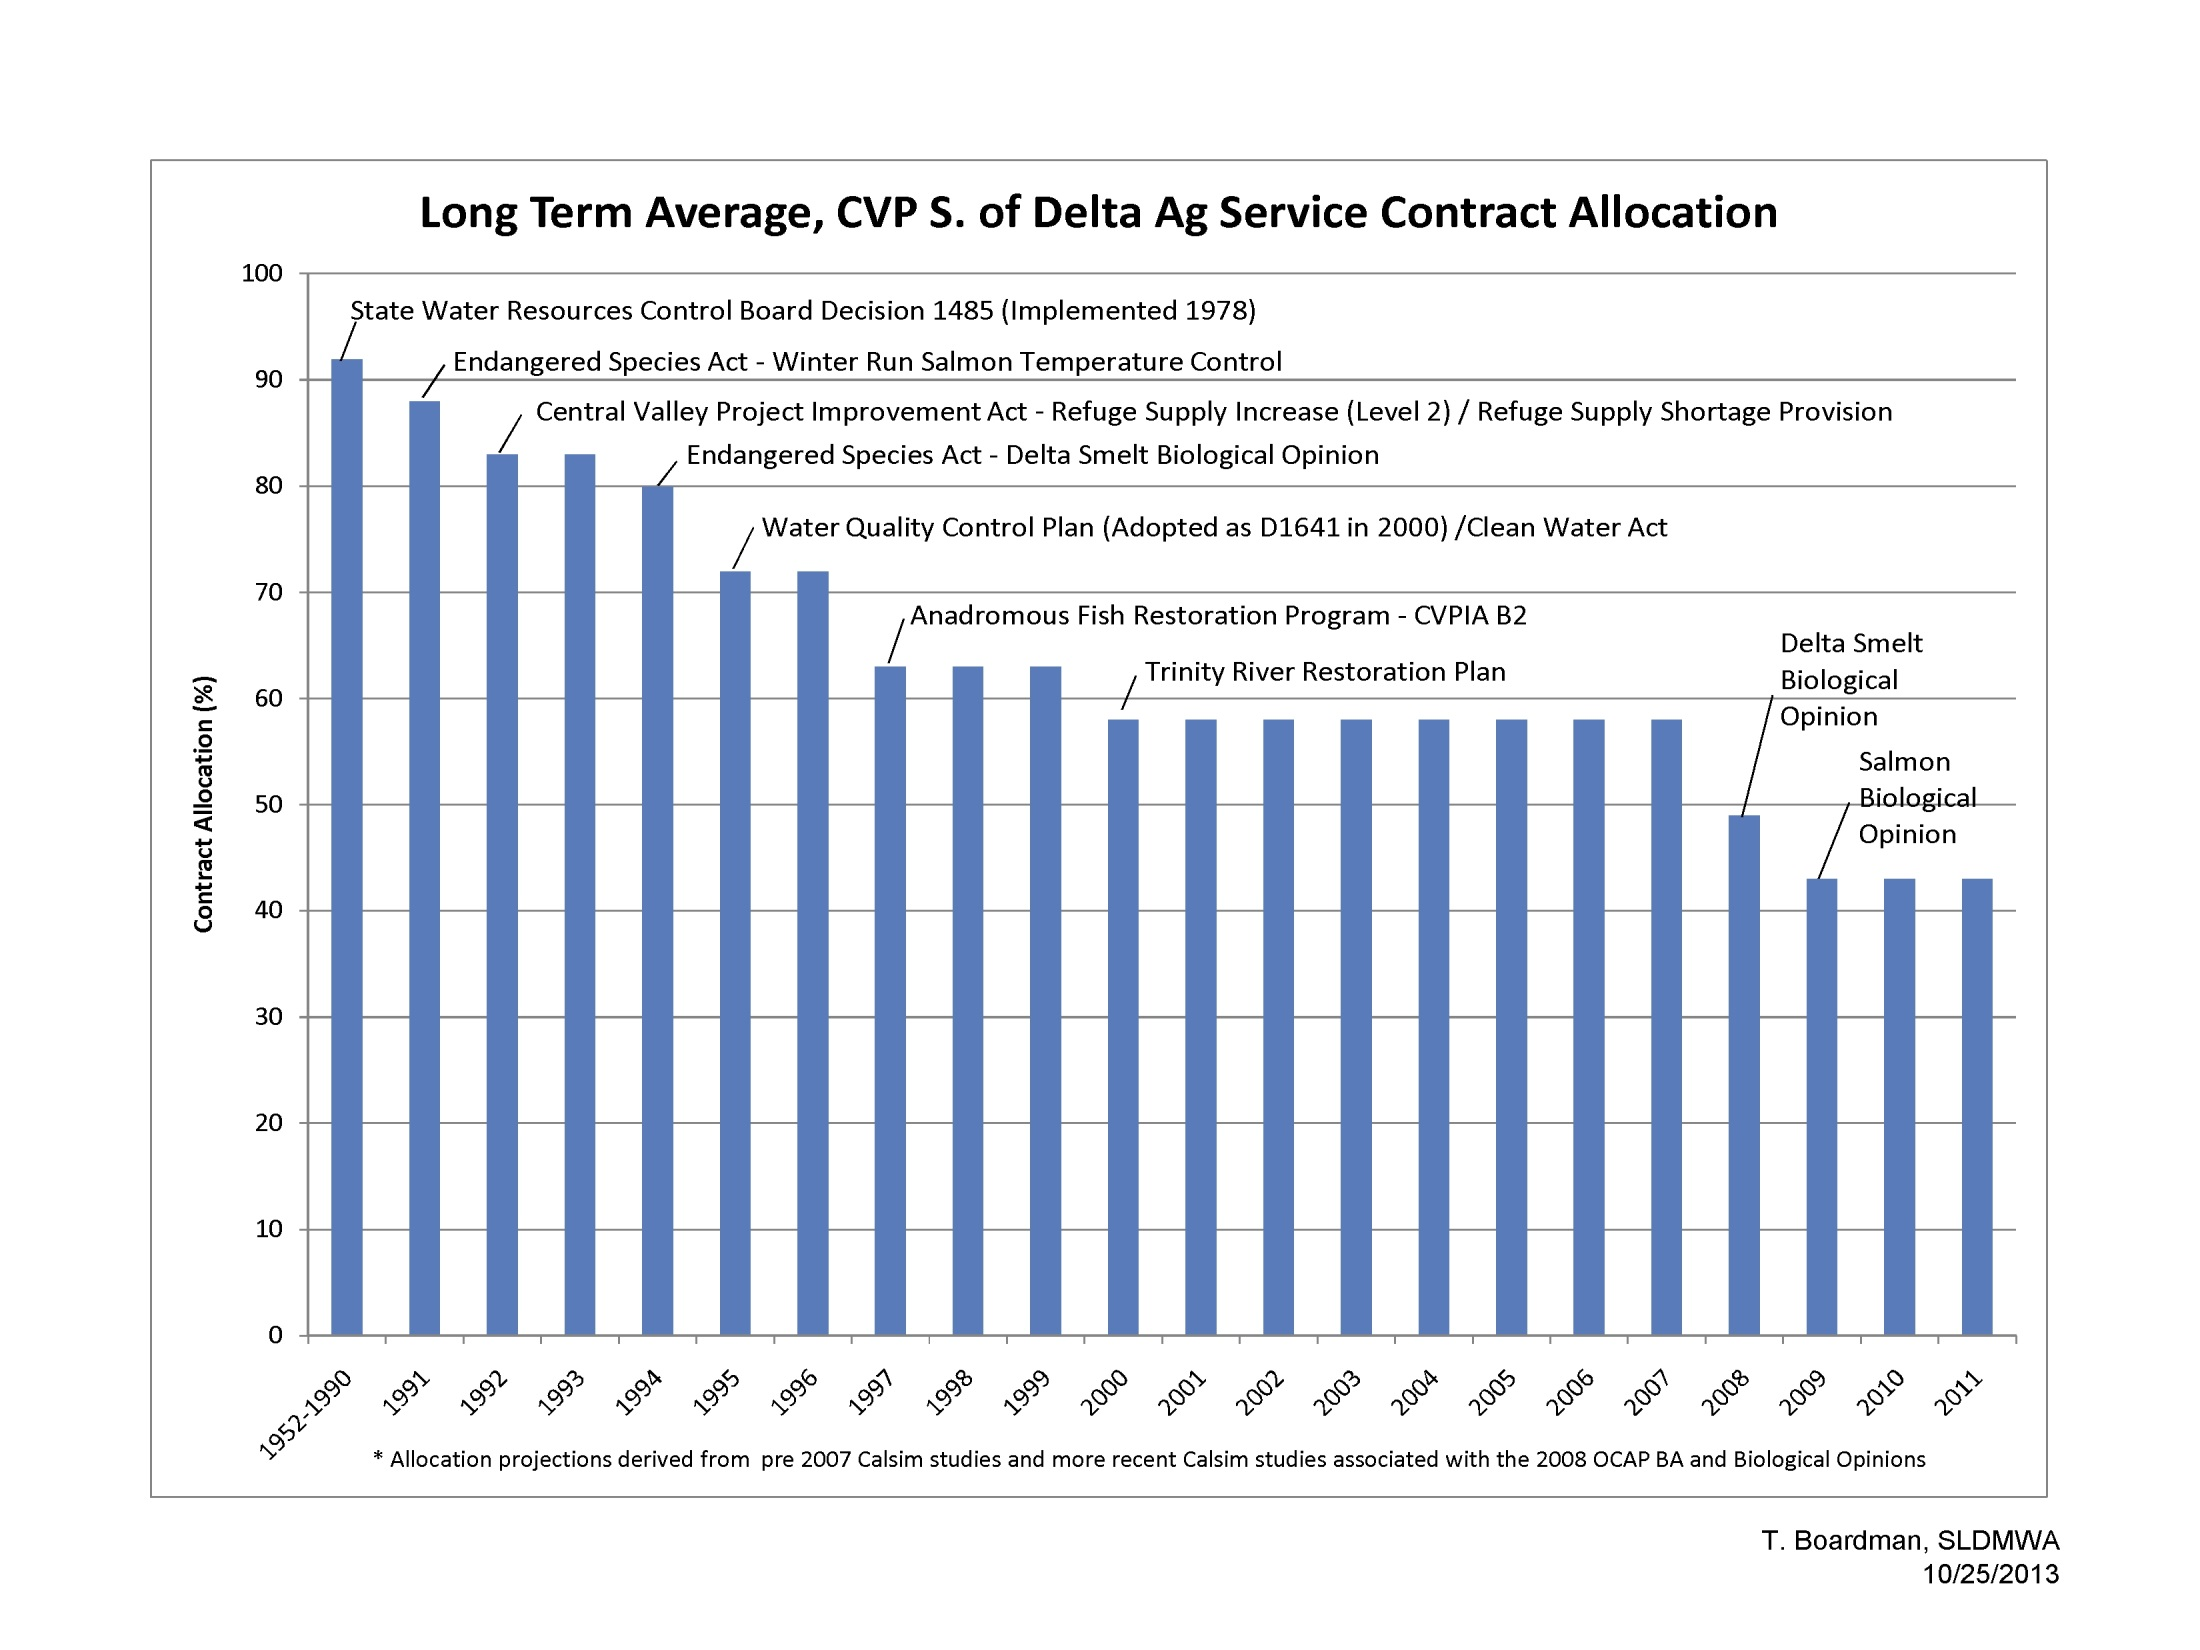 Long Term Average, CVP S. of Delta Ag Service Contract Allocation
100
State Water Resources Control Board Decision 1485 (Implemented 1978)
Endangered Species Act - Winter Run Salmon Temperature Control
90
Central Valley Project Improvement Act - Refuge Supply Increase (Level 2) / Refuge Supply Shortage Provision
Endangered Species Act - Delta Smelt Biological Opinion
80
Water Quality Control Plan (Adopted as D1641 in 2000) /Clean Water Act
70
Anadromous Fish Restoration Program - CVPIA B2
Delta Smelt
Biological
Opinion
Trinity River Restoration Plan
60
Salmon
Biological
Opinion
50
40
30
20
10
0
Contract Allocation (%)
1952-1990
1991
1992
1993
1994
1995
1996
1997
1998
1999
2000
2001
2002
2003
2004
2005
2006
2007
2008
2009
2010
2011
* Allocation projections derived from  pre 2007 Calsim studies and more recent Calsim studies associated with the 2008 OCAP BA and Biological Opinions
T. Boardman, SLDMWA
10/25/2013